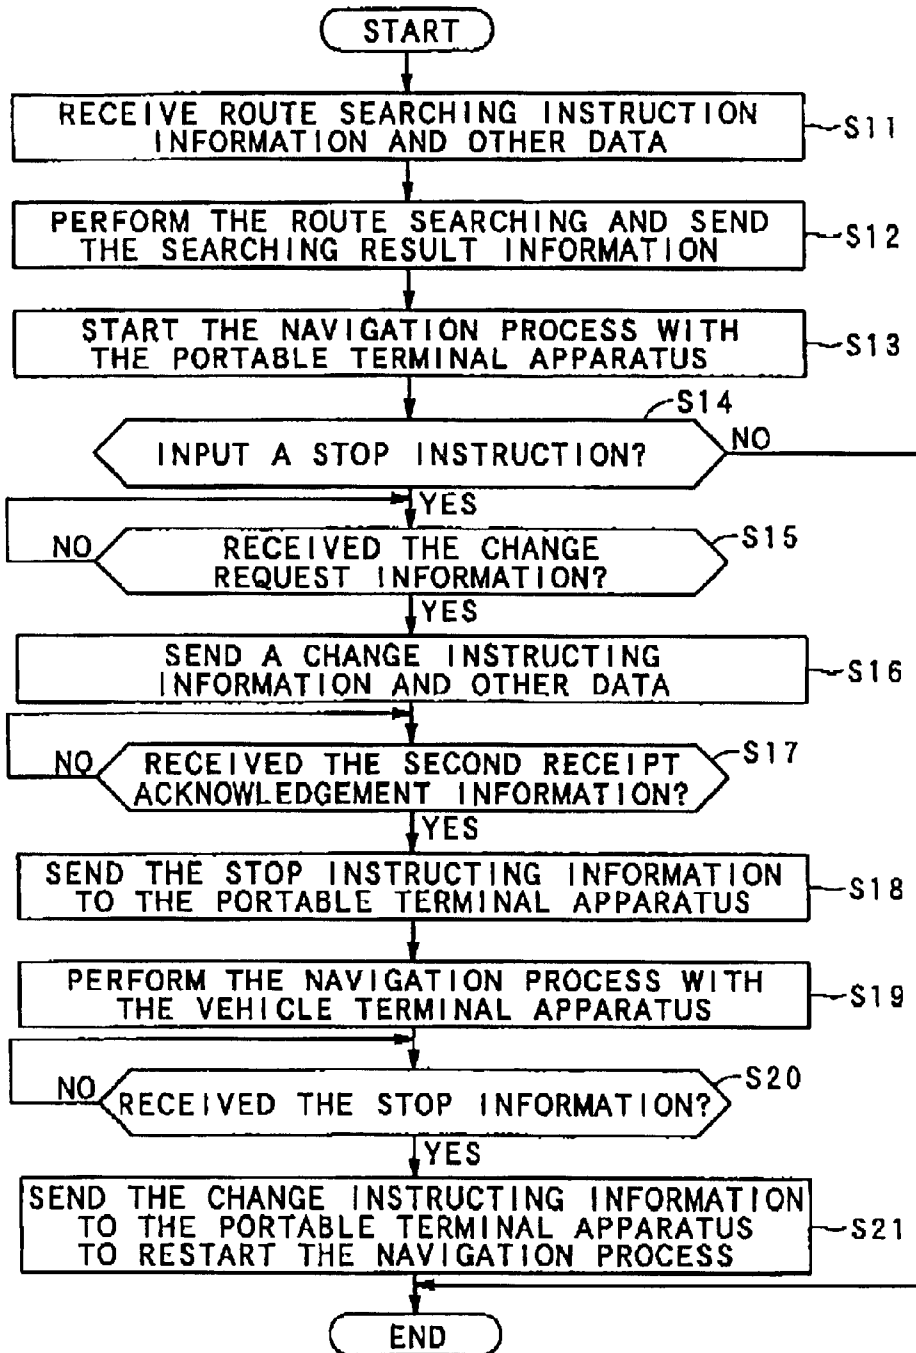 START
RECEIVE ROUTE SEARCHING INSTRUCTION
INFORMATION AND OTHER DATA
S11
PERFORM THE ROUTE SEARCHING AND SEND
THE SEARCHING RESULT INFORMATION
S12
START THE NAVIGATION PROCESS WITH
THE PORTABLE TERMINAL APPARATUS
S13
S14
INPUT A STOP INSTRUCTION?
NO
YES
S15
NO
RECEIVED THE CHANGE
REQUEST INFORMATION?
YES
SEND A CHANGE INSTRUCTING
INFORMATION AND OTHER DATA
S16
S17
NO
RECEIVED THE SECOND RECEIPT
ACKNOWLEDGEMENT INFORMATION?
YES
SEND THE STOP INSTRUCTING INFORMATION
TO THE PORTABLE TERMINAL APPARATUS
S18
PERFORM THE NAVIGATION PROCESS WITH
THE VEHICLE TERMINAL APPARATUS
S19
S20
NO
RECEIVED THE STOP INFORMATION?
YES
SEND THE CHANGE INSTRUCTING INFORMATION
TO THE PORTABLE TERMINAL APPARATUS
TO RESTART THE NAVIGATION PROCESS
S21
END